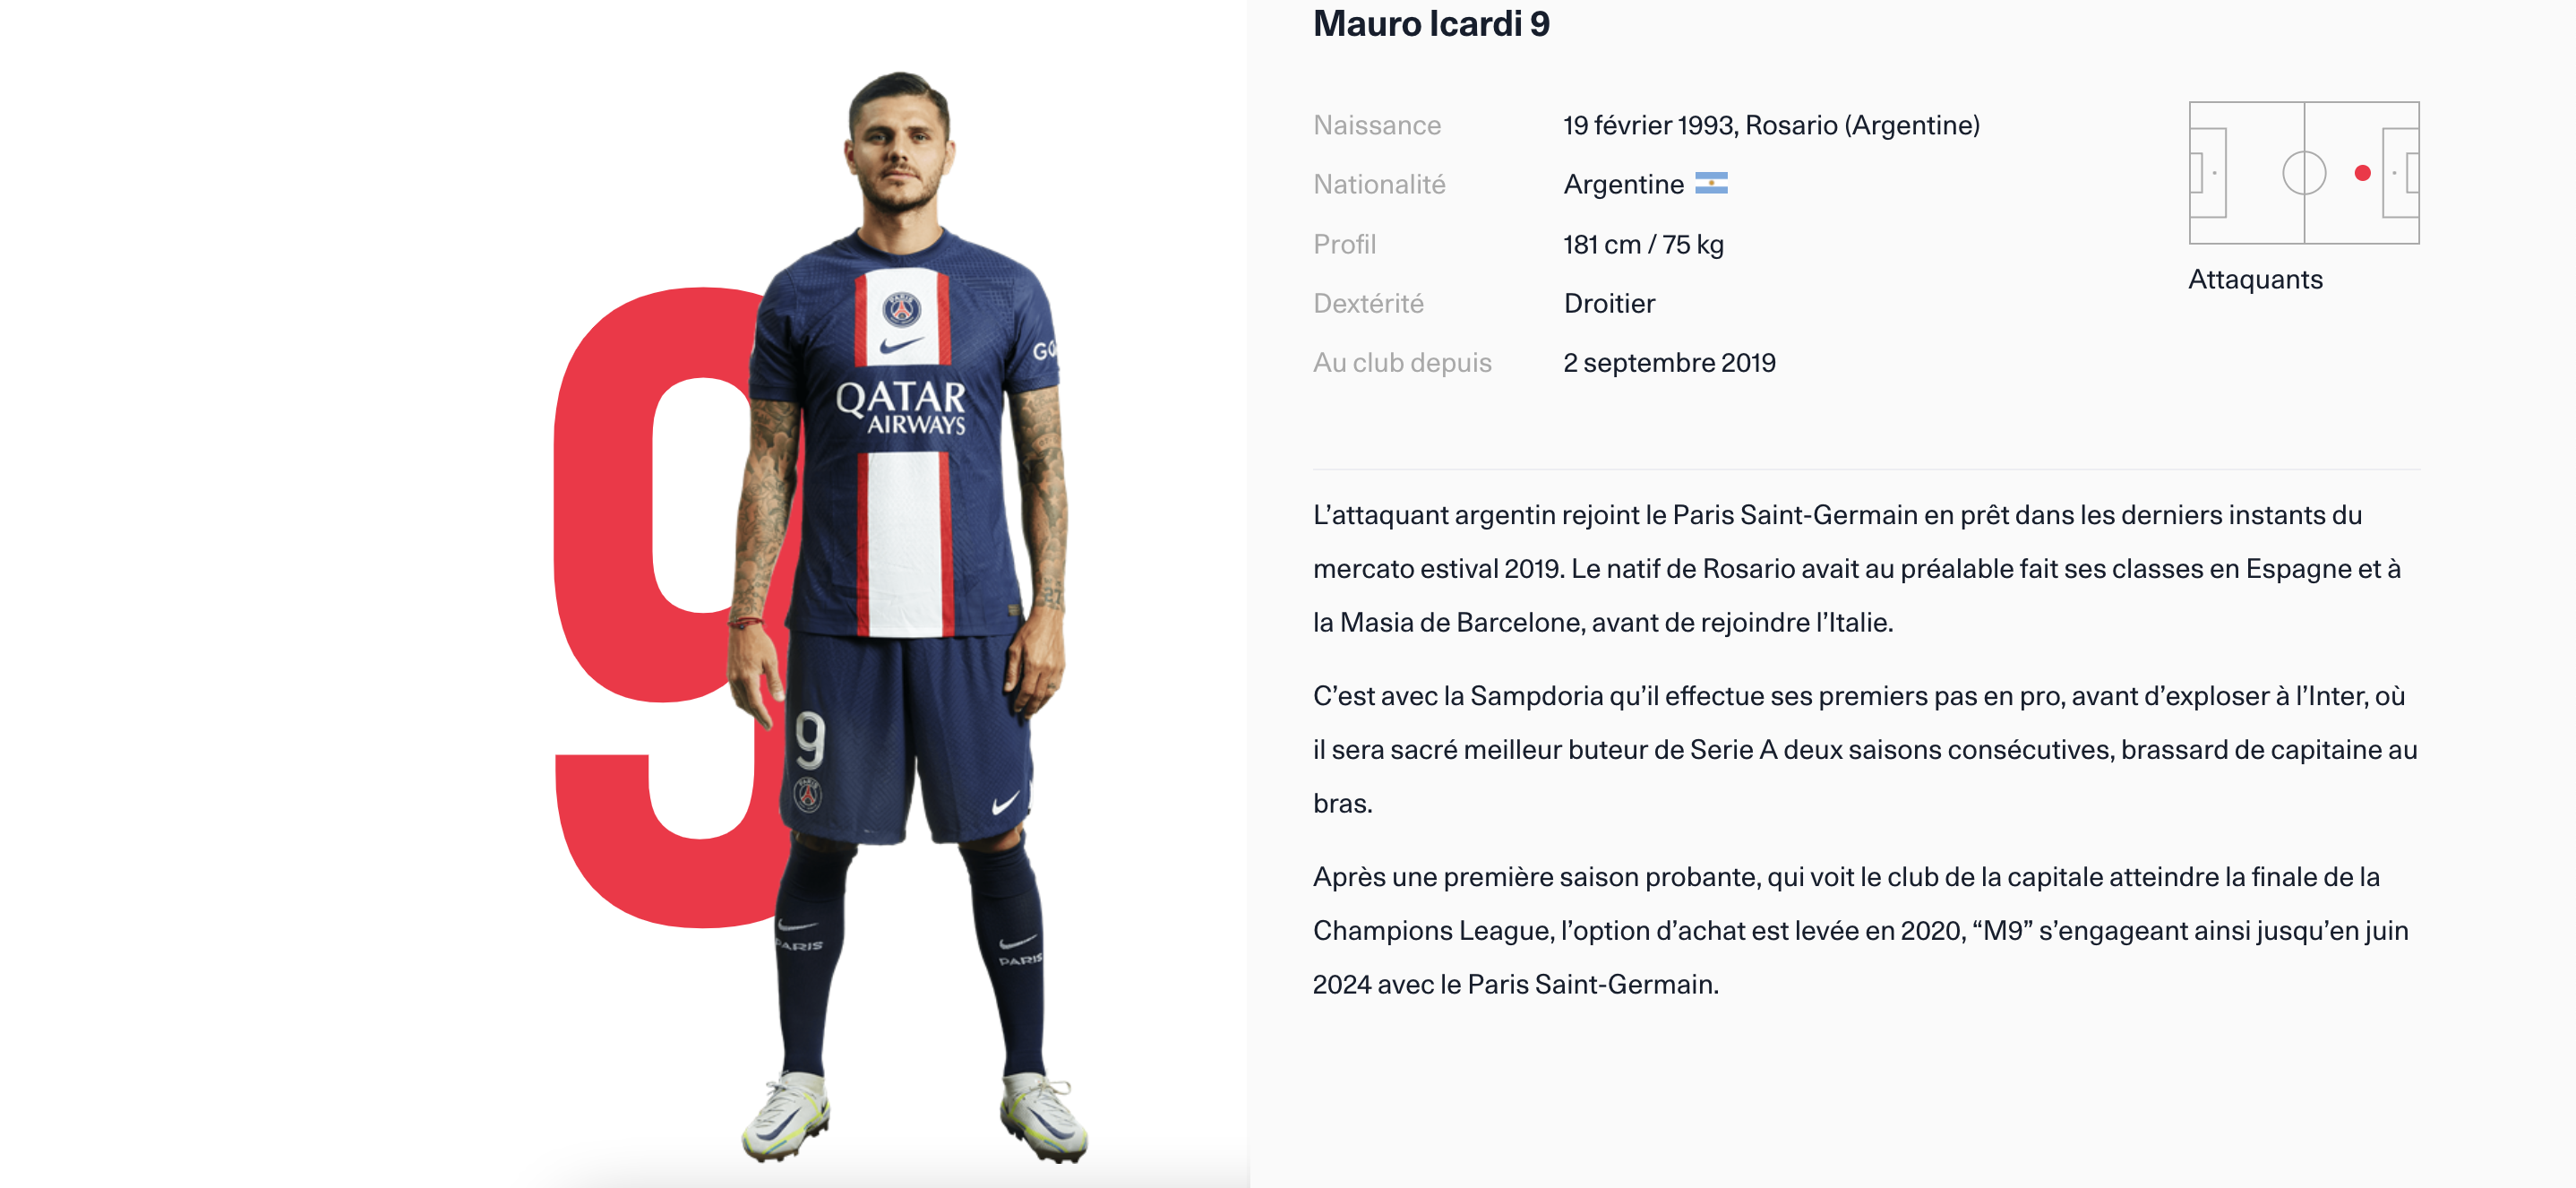 Mauro Icardi 9
Naissance 19 février 1993, Rosario (Argentine)
Nationalité Argentine
Profil 181 cm / 75 kg
Dextérité Droitier
Au club depuis 2 septembre 2019
Attaquants
L’attaquant argentin rejoint le Paris Saint-Germain en prêt dans les derniers instants du
mercato estival 2019. Le natif de Rosario avait au préalable fait ses classes en Espagne et à
la Masia de Barcelone, avant de rejoindre l’Italie.
C’est avec la Sampdoria qu’il effectue ses premiers pas en pro, avant d’exploser à l’Inter, où
il sera sacré meilleur buteur de Serie A deux saisons consécutives, brassard de capitaine au
bras.
Après une première saison probante, qui voit le club de la capitale atteindre la finale de la
Champions League, l’option d’achat est levée en 2020, “M9” s’engageant ainsi jusqu’en juin
2024 avec le Paris Saint-Germain.
9
PARIS
GO
QATAR
AIRWAYS
9
PARIS
PARIS
PARIS